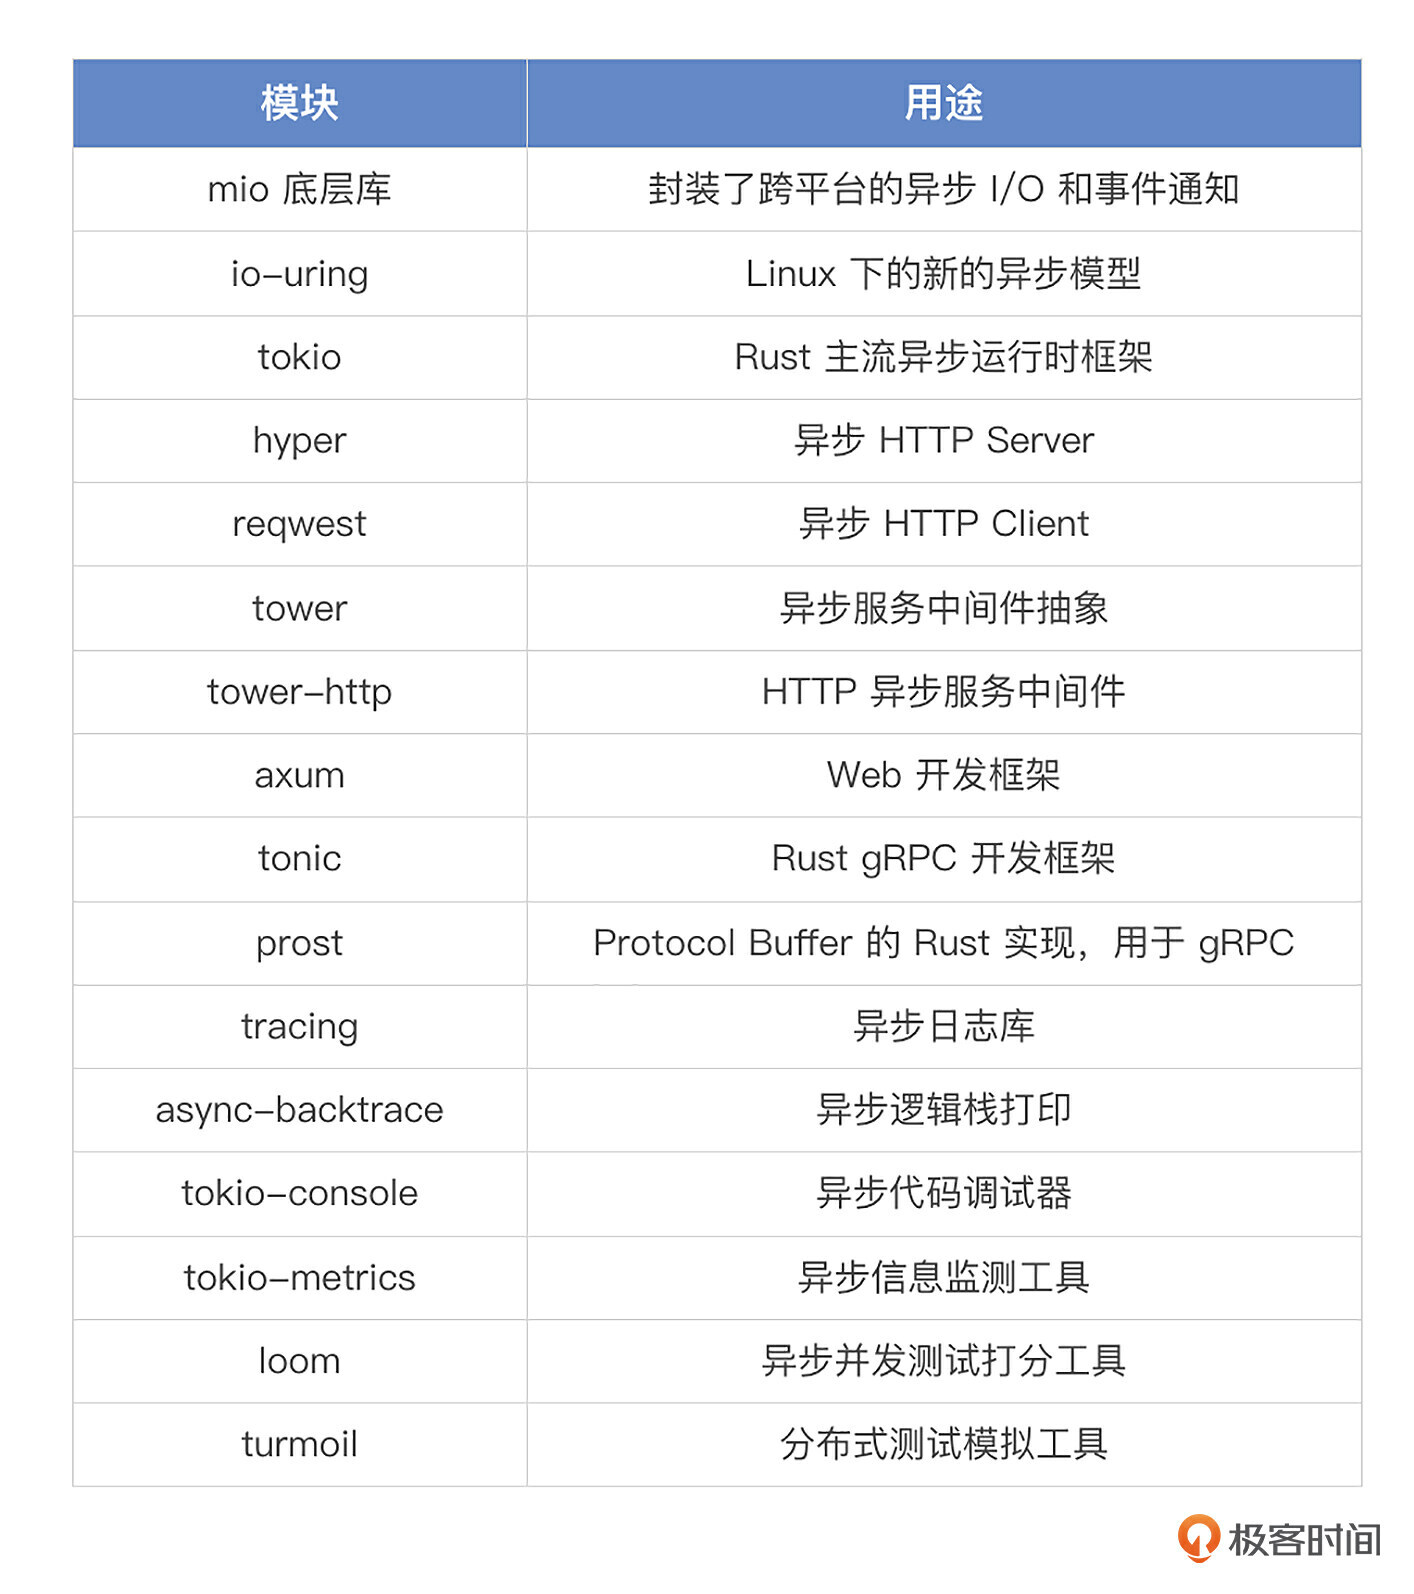 模块 用途
mio 底层库 封装了跨平台的异步 I/O 和事件通知
io-uring Linux 下的新的异步模型
tokio Rust 主流异步运行时框架
hyper 异步 HTTP Server
reqwest 异步 HTTP Client
tower 异步服务中间件抽象
tower-http HTTP 异步服务中间件
axum Web 开发框架
tonic Rust gRPC 开发框架
prost Protocol Buffer 的 Rust 实现，用于 gRPC
tracing 异步日志库
async-backtrace 异步逻辑栈打印
tokio-console 异步代码调试器
tokio-metrics 异步信息监测工具
loom 异步并发测试打分工具
turmoil 分布式测试模拟工具
极客时间